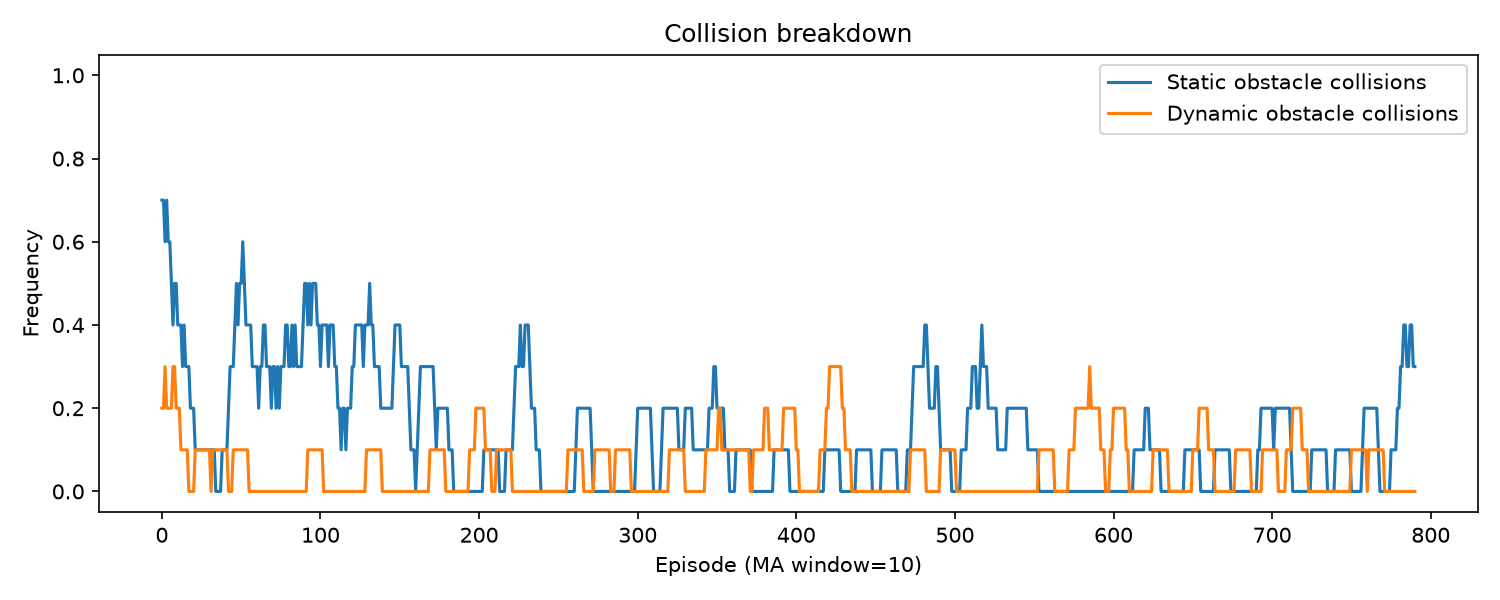 Collision breakdown
1.0
0.8
0.6
0.4
0.2
0.0
Frequency
Static obstacle collisions
Dynamic obstacle collisions
0 100 200 300 400 500 600 700 800
Episode (MA window=10)